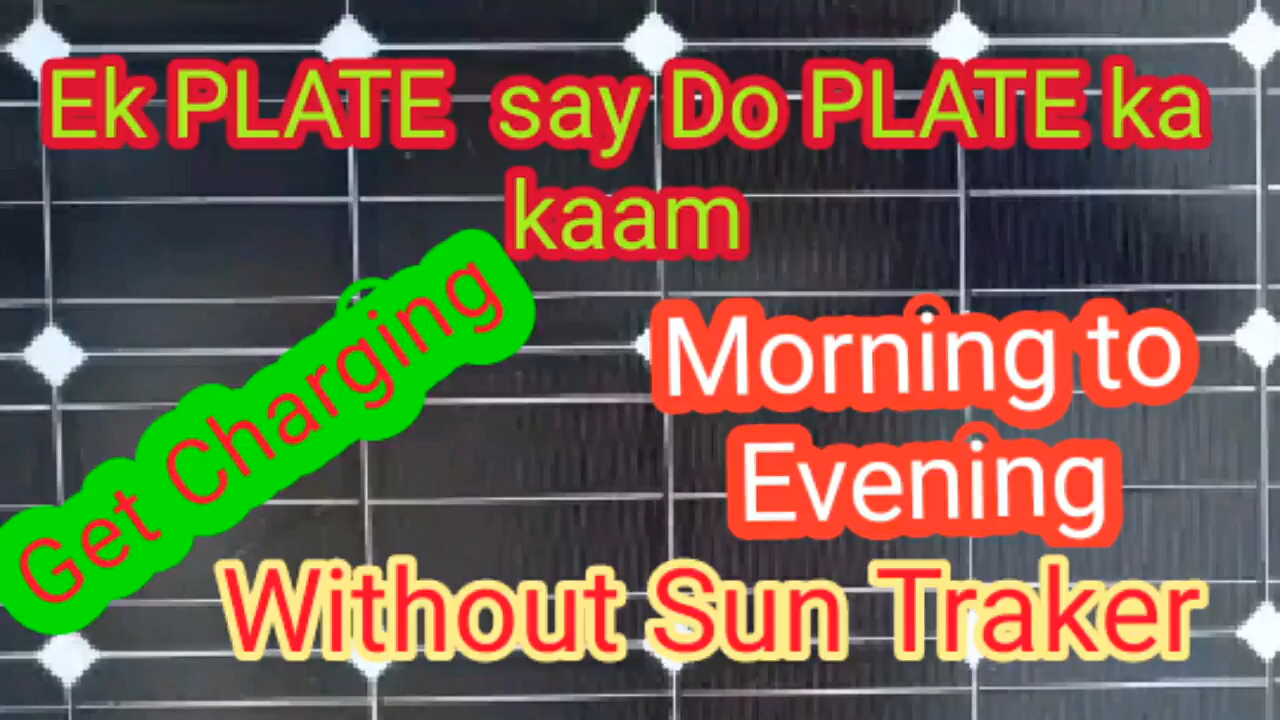 Ek PLATE say Do PLATE ka
kaam
Get Charging
Morning to
Evening
Without Sun Traker